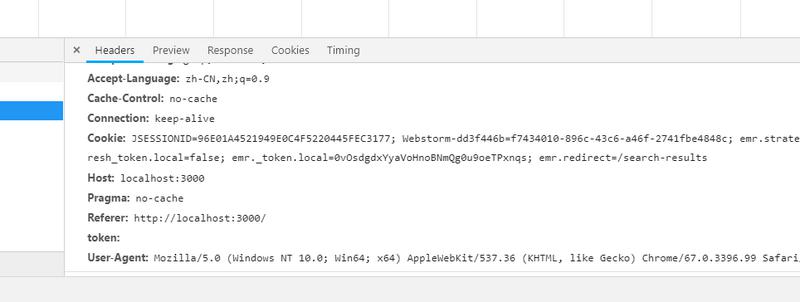 × Headers Preview Response Cookies Timing
Accept-Language: zh-CN,zh;q=0.9
Cache-Control: no-cache
Connection: keep-alive
Cookie: JSESSIONID=96E01A4521949E0C4F5220445FEC3177; Webstorm-dd3f446b=f7434010-896c-43c6-a46f-2741fbe4848c; emr.strate
resh_token.local=false; emr._token.local=0vOsdgdxYyaVoHnoBNmQg0u9oeTPxnqs; emr.redirect=/search-results
Host: localhost:3000
Pragma: no-cache
Referer: http://localhost:3000/
token:
User-Agent: Mozilla/5.0 (Windows NT 10.0; Win64; x64) AppleWebKit/537.36 (KHTML, like Gecko) Chrome/67.0.3396.99 Safari